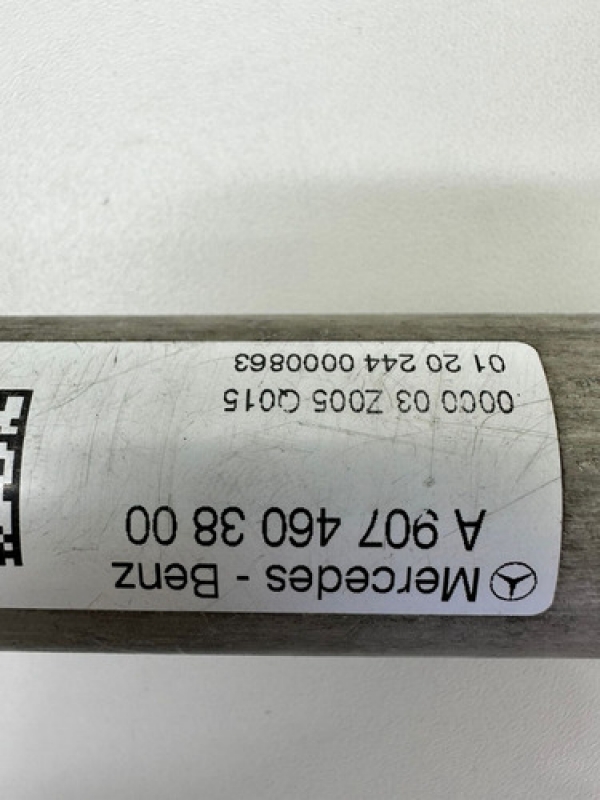 Mercedes - Benz
A 907 460 38 00
0000 03 Z005 Q015
01 20 244 0000863